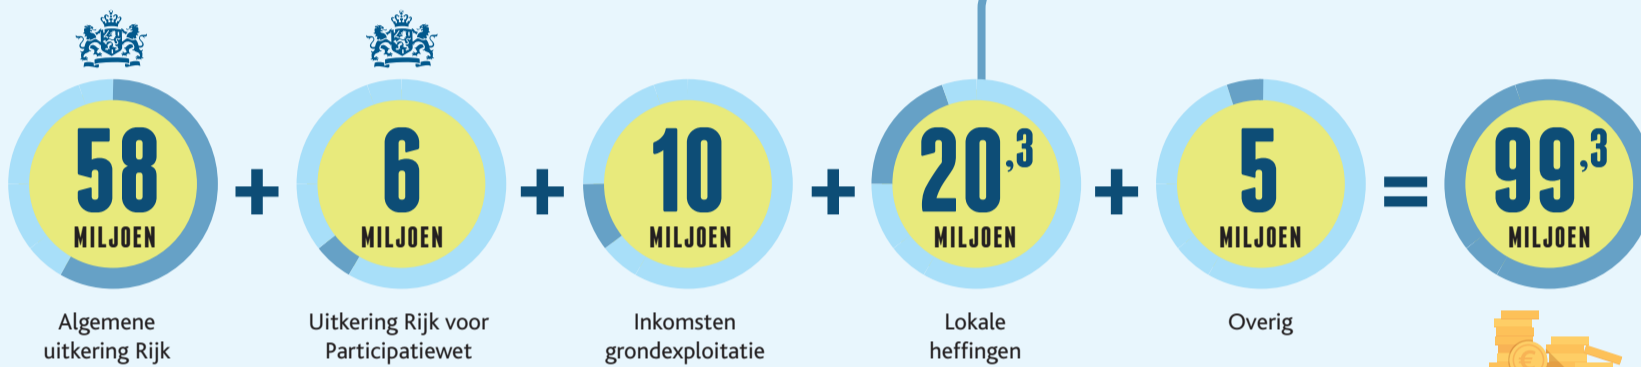 58
MILJOEN
Algemene
uitkering Rijk
+
6
MILJOEN
Uitkering Rijk voor
Participatiewet
+
10
MILJOEN
Inkomsten
grondexploitatie
+
20,3
MILJOEN
Lokale
heffingen
+
5
MILJOEN
Overig
=
99,3
MILJOEN
€